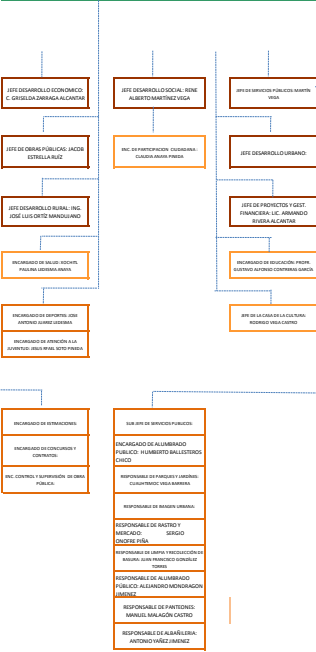 JEFE DESARROLLO ECONOMICO:
C. GRISELDA ZARRAGA ALCANTAR
JEFE DESARROLLO SOCIAL: RENE
ALBERTO MARTÍNEZ VEGA
JEFE DE SERVICIOS PÚBLICOS: MARTÍN
VEGA
JEFE DE OBRAS PÚBLICAS: JACOB
ESTRELLA RUÍZ
ENC. DE PARTICIPACION CIUDADANA :
CLAUDIA ANAYA PINEDA
JEFE DESARROLLO URBANO:
JEFE DESARROLLO RURAL: ING.
JOSÉ LUIS ORTÍZ MANDUJANO
JEFE DE PROYECTOS Y GEST.
FINANCIERA: LIC. ARMANDO
RIVERA ALCANTAR
ENCARGADO DE SALUD: XOCHITL
PAULINA LEDESMA ANAYA
ENCARGADO DE EDUCACIÓN: PROFR.
GUSTAVO ALFONSO CONTRERAS GARCÍA
ENCARGADO DE DEPORTES: JOSE
ANTONIO JUAREZ LEDESMA
JEFE DE LA CASA DE LA CULTURA:
RODRIGO VEGA CASTRO
ENCARGADO DE ATENCIÓN A LA
JUVENTUD: JESUS RFAEL SOTO PINEDA
ENCARGADO DE ESTIMACIONES:
SUB JEFE DE SERVICIOS PUBLICOS:
ENCARGADO DE CONCURSOS Y
CONTRATOS:
ENCARGADO DE ALUMBRADO
PÚBLICO: HUMBERTO BALLESTEROS
CHICO
ENC. CONTROL Y SUPERVISIÓN DE OBRA
PÚBLICA:
RESPONSABLE DE PARQUES Y JARDÍNES:
CUAUHTEMOC VEGA BARRERA
RESPONSABLE DE IMAGEN URBANA:
RESPONSABLE DE RASTRO Y
MERCADO: SERGIO
ONOFRE PIÑA
RESPONSABLE DE LIMPIA Y RECOLECCIÓN DE
BASURA: JUAN FRANCISCO GONZÁLEZ
TORRES
RESPONSABLE DE ALUMBRADO
PÚBLICO: ALEJANDRO MONDRAGON
JIMENEZ
RESPONSABLE DE PANTEONES:
MANUEL MALAGÓN CASTRO
RESPONSABLE DE ALBAÑILERIA:
ANTONIO YAÑEZ JIMENEZ